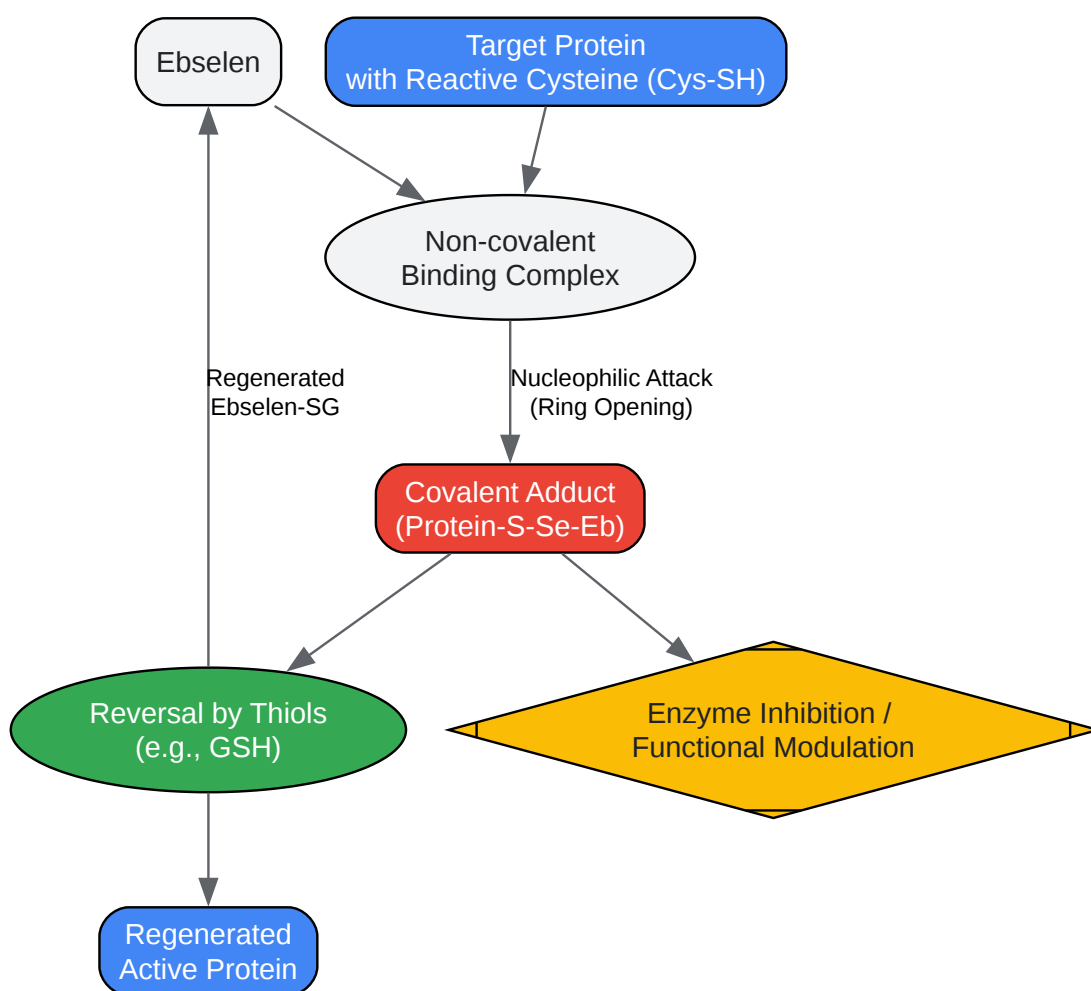 Ebselen
Target Protein
with Reactive Cysteine (Cys-SH)
Non-covalent
Binding Complex
Regenerated
Ebselen-SG
Nucleophilic Attack
(Ring Opening)
Covalent Adduct
(Protein-S-Se-Eb)
Reversal by Thiols
(e.g., GSH)
Enzyme Inhibition /
Functional Modulation
Regenerated
Active Protein